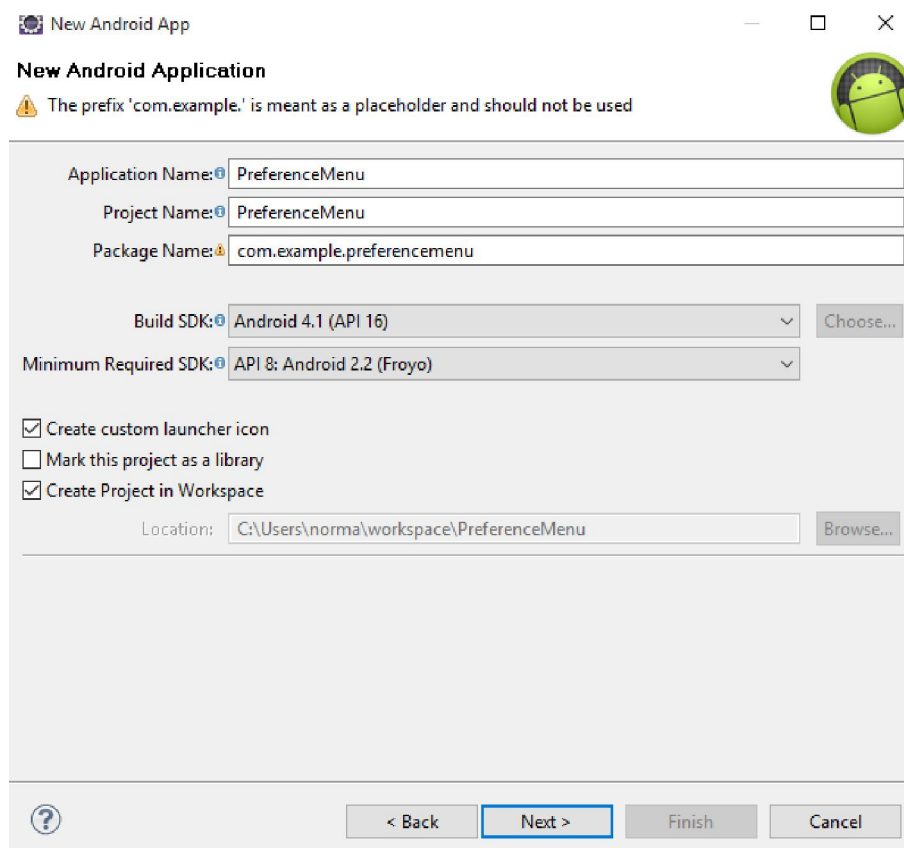 New Android App
New Android Application
The prefix 'com.example.' is meant as a placeholder and should not be used
Application Name: PreferenceMenu
Project Name: PreferenceMenu
Package Name: com.example.preferencemenu
Build SDK: Android 4.1 (API 16) Choose...
Minimum Required SDK: API 8: Android 2.2 (Froyo)
Create custom launcher icon
Mark this project as a library
Create Project in Workspace
Location: C:\Users\norma\workspace\PreferenceMenu Browse...
? < Back Next > Finish Cancel